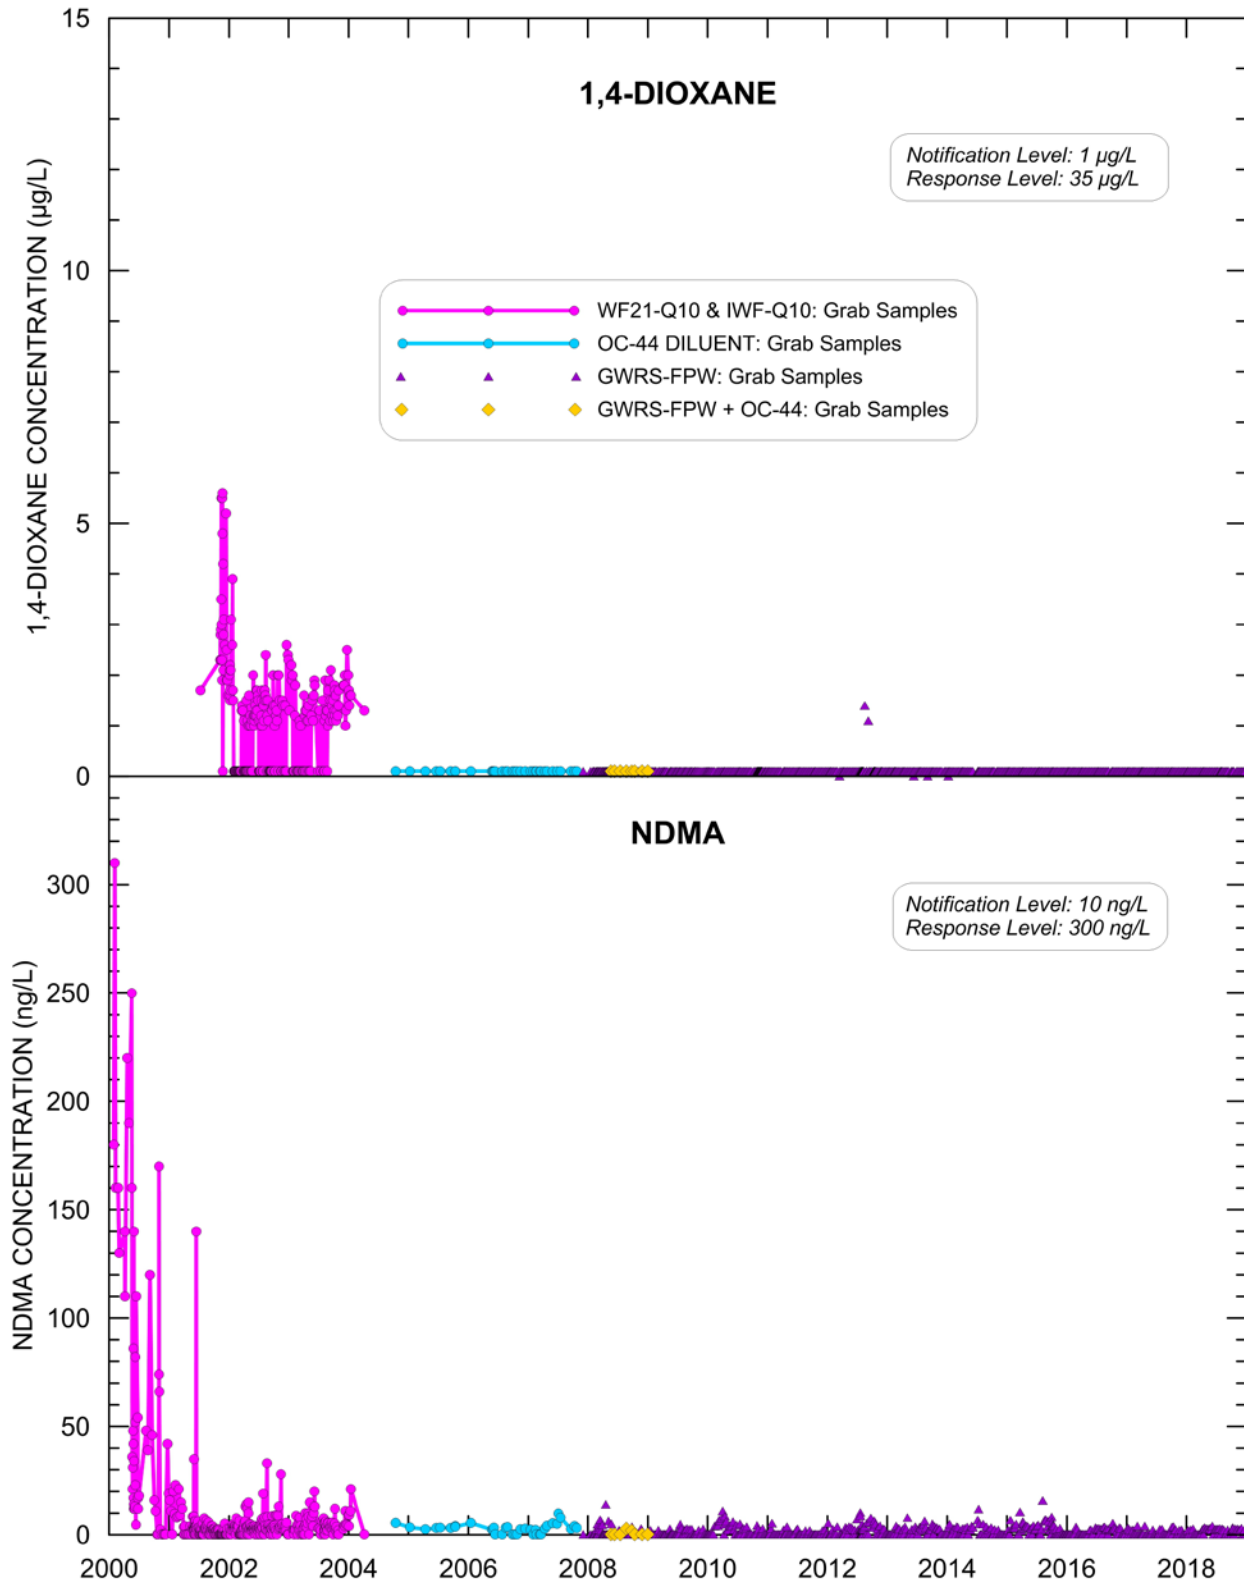 15
1,4-DIOXANE
Notification Level: 1 µg/L
Response Level: 35 µg/L
1,4-DIOXANE CONCENTRATION (µg/L)
10
WF21-Q10 & IWF-Q10: Grab Samples
OC-44 DILUENT: Grab Samples
GWRS-FPW: Grab Samples
GWRS-FPW + OC-44: Grab Samples
5
0
NDMA
Notification Level: 10 ng/L
Response Level: 300 ng/L
NDMA CONCENTRATION (ng/L)
300
250
200
150
100
50
0
2000 2002 2004 2006 2008 2010 2012 2014 2016 2018